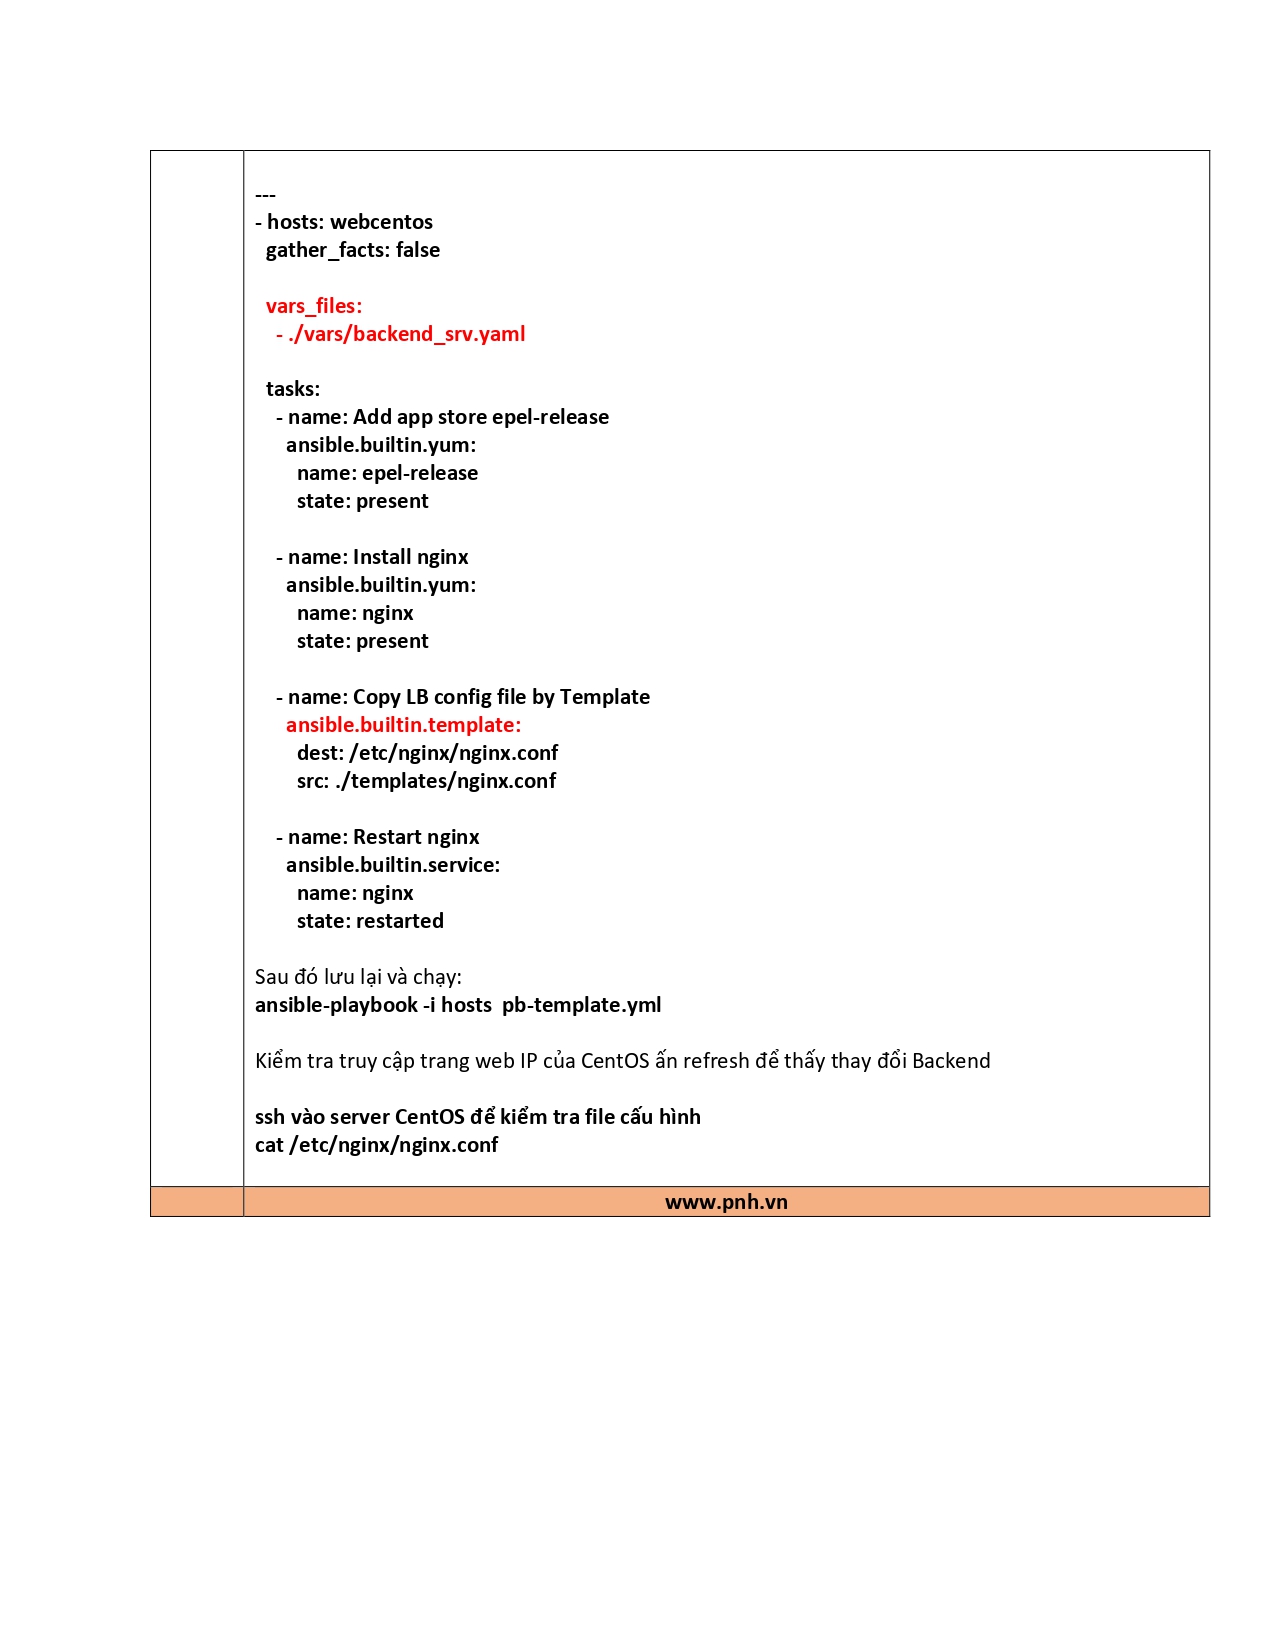 ---
- hosts: webcentos
  gather_facts: false

  vars_files:
    - ./vars/backend_srv.yaml

  tasks:
    - name: Add app store epel-release
      ansible.builtin.yum:
        name: epel-release
        state: present

    - name: Install nginx
      ansible.builtin.yum:
        name: nginx
        state: present

    - name: Copy LB config file by Template
      ansible.builtin.template:
        dest: /etc/nginx/nginx.conf
        src: ./templates/nginx.conf

    - name: Restart nginx
      ansible.builtin.service:
        name: nginx
        state: restarted

Sau đó lưu lại và chạy:
ansible-playbook -i hosts  pb-template.yml

Kiểm tra truy cập trang web IP của CentOS ấn refresh để thấy thay đổi Backend

ssh vào server CentOS để kiểm tra file cấu hình
cat /etc/nginx/nginx.conf

www.pnh.vn